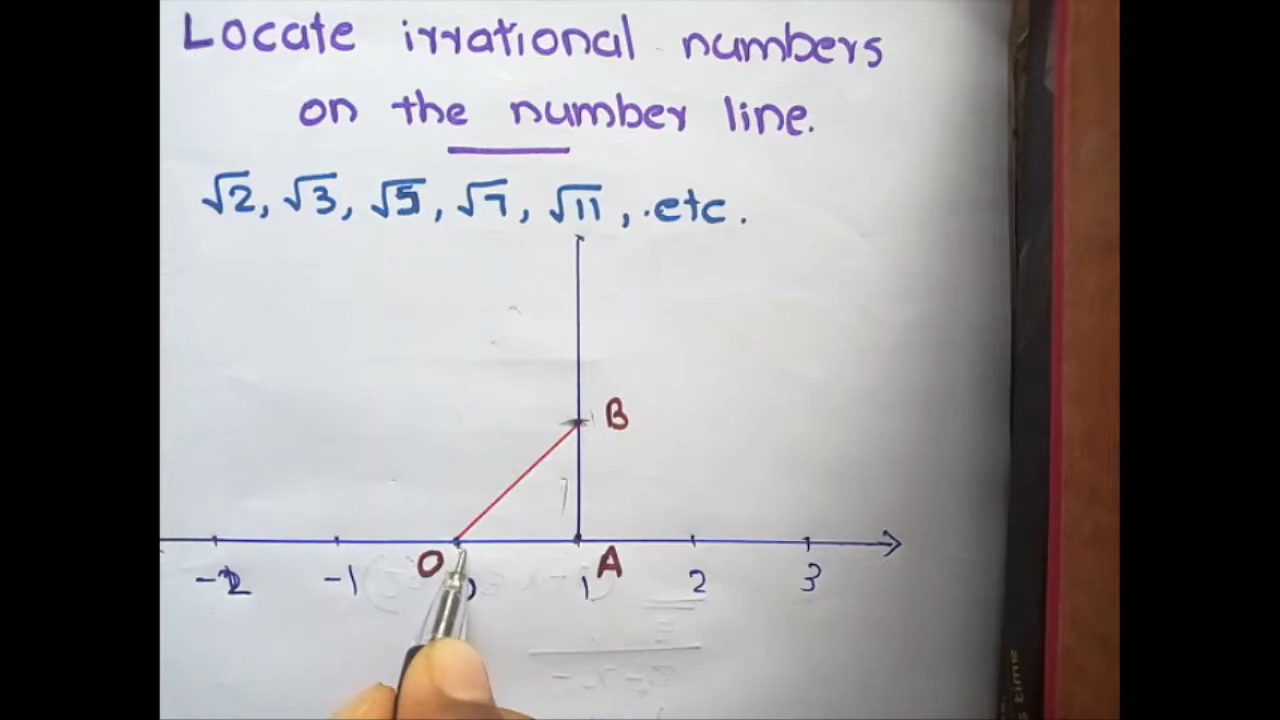 Locate irrational numbers
on the number line.
√2, √3, √5, √7, √11, .etc.
B
1
O A
-2 -1 0 1 2 3
time